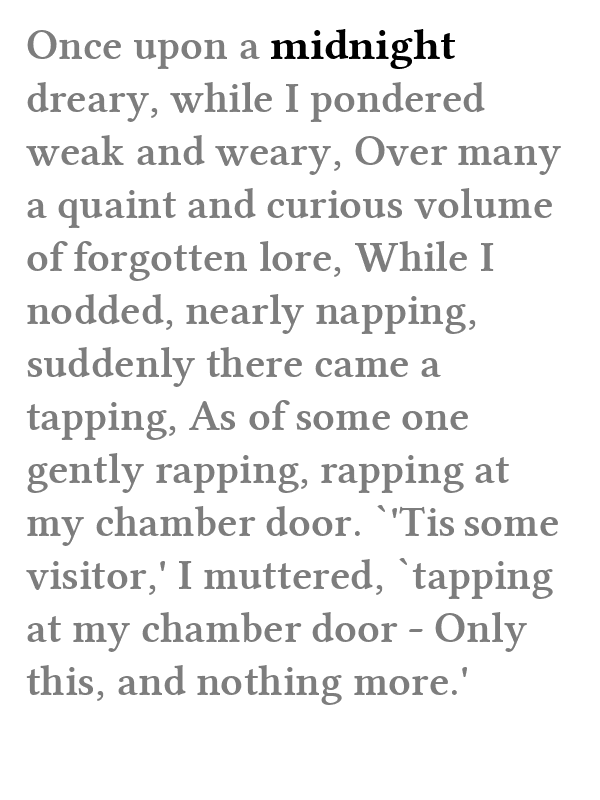 Once upon a midnight
dreary, while I pondered
weak and weary, Over many
a quaint and curious volume
of forgotten lore, While I
nodded, nearly napping,
suddenly there came a
tapping, As of some one
gently rapping, rapping at
my chamber door. `'Tis some
visitor,' I muttered, `tapping
at my chamber door - Only
this, and nothing more.'